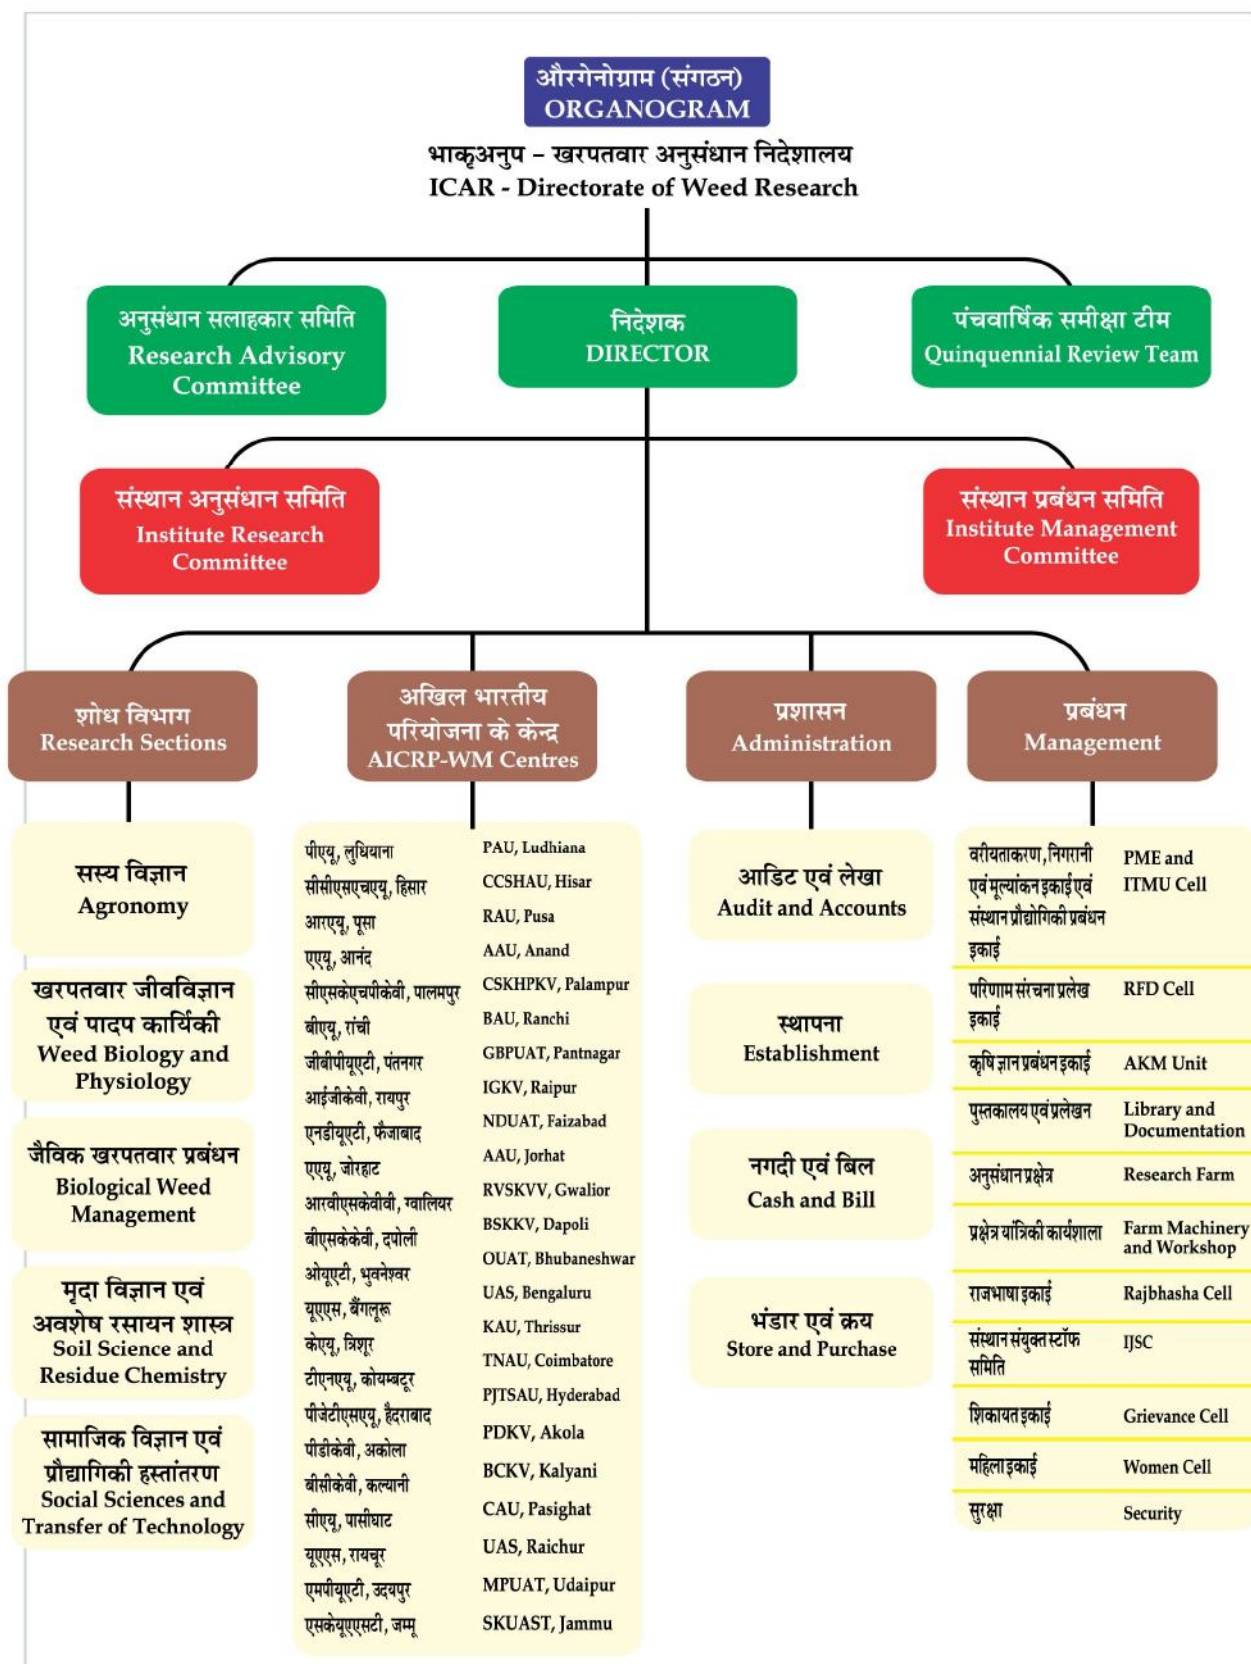 औरगेनोग्राम (संगठन)
ORGANOGRAM
भाकृअनुप – खरपतवार अनुसंधान निदेशालय
ICAR - Directorate of Weed Research
अनुसंधान सलाहकार समिति
Research Advisory
Committee
निदेशक
DIRECTOR
पंचवार्षिक समीक्षा टीम
Quinquennial Review Team
संस्थान अनुसंधान समिति
Institute Research
Committee
संस्थान प्रबंधन समिति
Institute Management
Committee
शोध विभाग
Research Sections
अखिल भारतीय
परियोजना के केन्द्र
AICRP-WM Centres
प्रशासन
Administration
प्रबंधन
Management
सस्य विज्ञान
Agronomy
खरपतवार जीवविज्ञान
एवं पादप कार्यिकी
Weed Biology and
Physiology
जैविक खरपतवार प्रबंधन
Biological Weed
Management
मृदा विज्ञान एवं
अवशेष रसायन शास्त्र
Soil Science and
Residue Chemistry
सामाजिक विज्ञान एवं
प्रौद्यागिकी हस्तांतरण
Social Sciences and
Transfer of Technology
पीएयू, लुधियाना PAU, Ludhiana
सीसीएसएचएयू, हिसार CCSHAU, Hisar
आरएयू, पूसा RAU, Pusa
एएयू, आनंद AAU, Anand
सीएसकेएचपीकेवी, पालमपुर CSKHPKV, Palampur
बीएयू, रांची BAU, Ranchi
जीबीपीयूएटी, पंतनगर GBPUAT, Pantnagar
आईजीकेवी, रायपुर IGKV, Raipur
एनडीयूएटी, फैजाबाद NDUAT, Faizabad
एएयू, जोरहाट AAU, Jorhat
आरवीएसकेवीवी, ग्वालियर RVSKVV, Gwalior
बीएसकेकेवी, दपोली BSKKV, Dapoli
ओयूएटी, भुवनेश्वर OUAT, Bhubaneshwar
यूएएस, बैंगलूरू UAS, Bengaluru
केएयू, त्रिशूर KAU, Thrissur
टीएनएयू, कोयम्बटूर TNAU, Coimbatore
पीजेटीएसएयू, हैदराबाद PJTSAU, Hyderabad
पीडीकेवी, अकोला PDKV, Akola
बीसीकेवी, कल्यानी BCKV, Kalyani
सीएयू, पासीघाट CAU, Pasighat
यूएएस, रायचूर UAS, Raichur
एमपीयूएटी, उदयपुर MPUAT, Udaipur
एसकेयूएएसटी, जम्मू SKUAST, Jammu
आडिट एवं लेखा
Audit and Accounts
स्थापना
Establishment
नगदी एवं बिल
Cash and Bill
भंडार एवं क्रय
Store and Purchase
वरीयताकरण, निगरानी PME and
एवं मूल्यांकन इकाई एवं ITMU Cell
संस्थान प्रौद्योगिकी प्रबंधन
इकाई
परिणाम संरचना प्रलेख RFD Cell
इकाई
कृषि ज्ञान प्रबंधन इकाई AKM Unit
पुस्तकालय एवं प्रलेखन Library and
Documentation
अनुसंधान प्रक्षेत्र Research Farm
प्रक्षेत्र यांत्रिकी कार्यशाला Farm Machinery
and Workshop
राजभाषा इकाई Rajbhasha Cell
संस्थान संयुक्त स्टॉफ IJSC
समिति
शिकायत इकाई Grievance Cell
महिला इकाई Women Cell
सुरक्षा Security